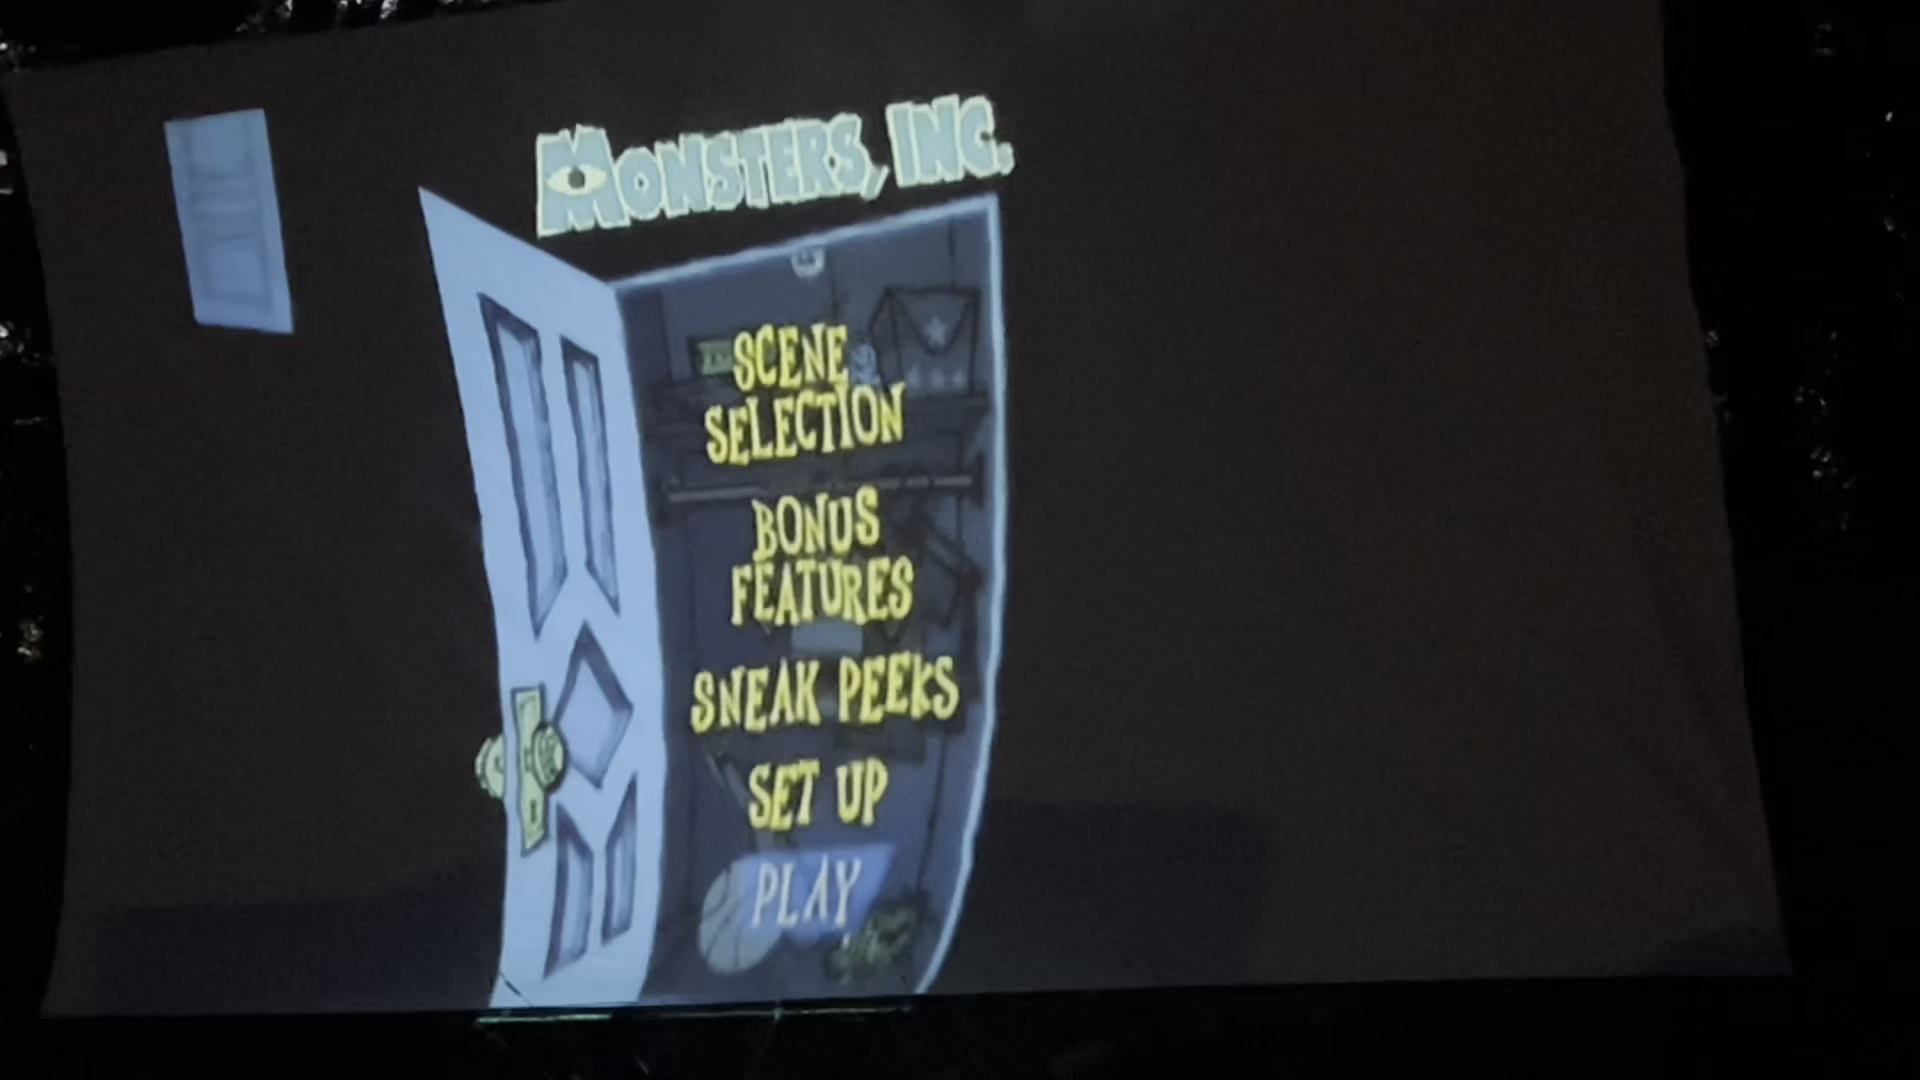 MONSTERS, INC.
SCENE
SELECTION
BONUS
FEATURES
SNEAK PEEKS
SET UP
PLAY